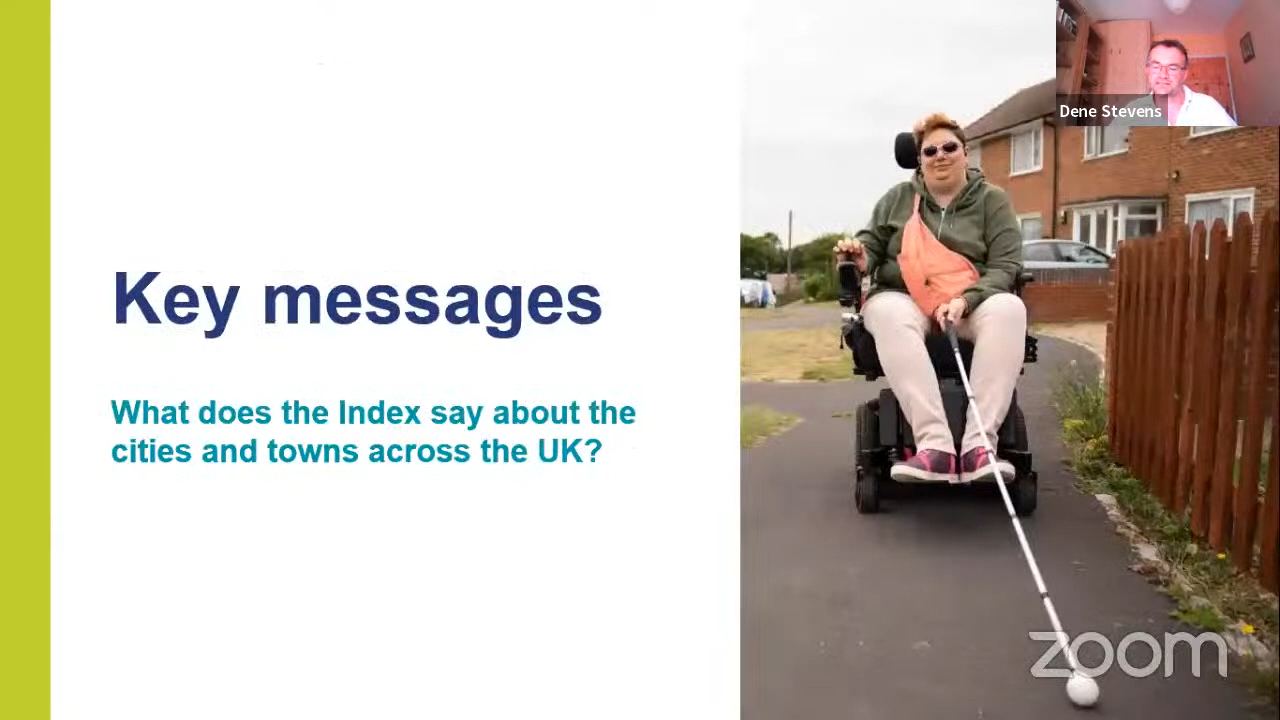 Key messages
What does the Index say about the
cities and towns across the UK?
Dene Stevens
zoom